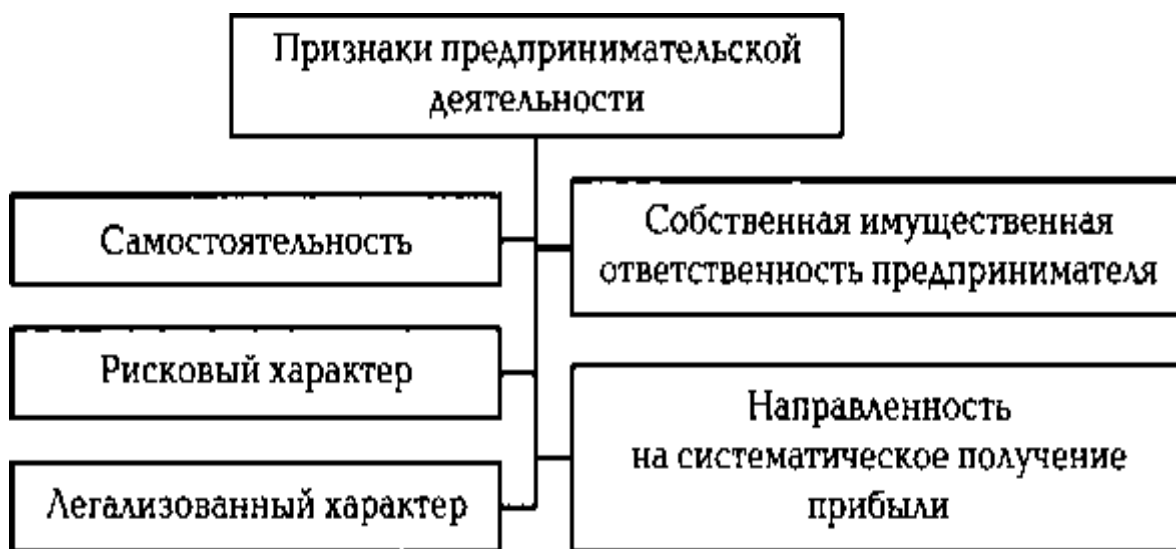 Признаки предпринимательской
деятельности
Самостоятельность
Собственная имущественная
ответственность предпринимателя
Рисковый характер
Направленность
на систематическое получение
прибыли
Легализованный характер